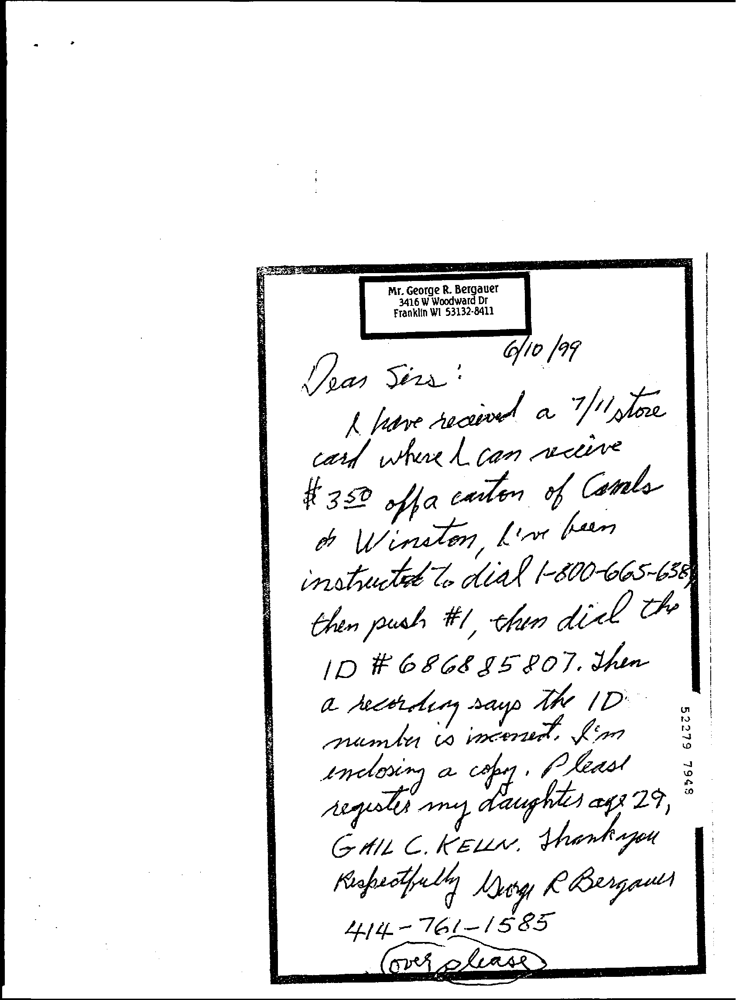 Mr. George R. Bergauer
3416 W Woodward Dr
Franklin WI 53132-8411
6/10/99
Dear Sirs:
I have received a 7/11 store
card where I can receive
$3 50 off a carton of Camels
or Winston, I've been
instructed to dial 1-800-665-638
then push #1, then dial the
ID # 686885807. Then
a recording says the ID
number is incorrect. I'm
enclosing a copy. Please
register my daughter age 29,
GAIL C. KELLN. Thank you
Respectfully George R Bergauer
414-761-1585
(over please)
52279 7948